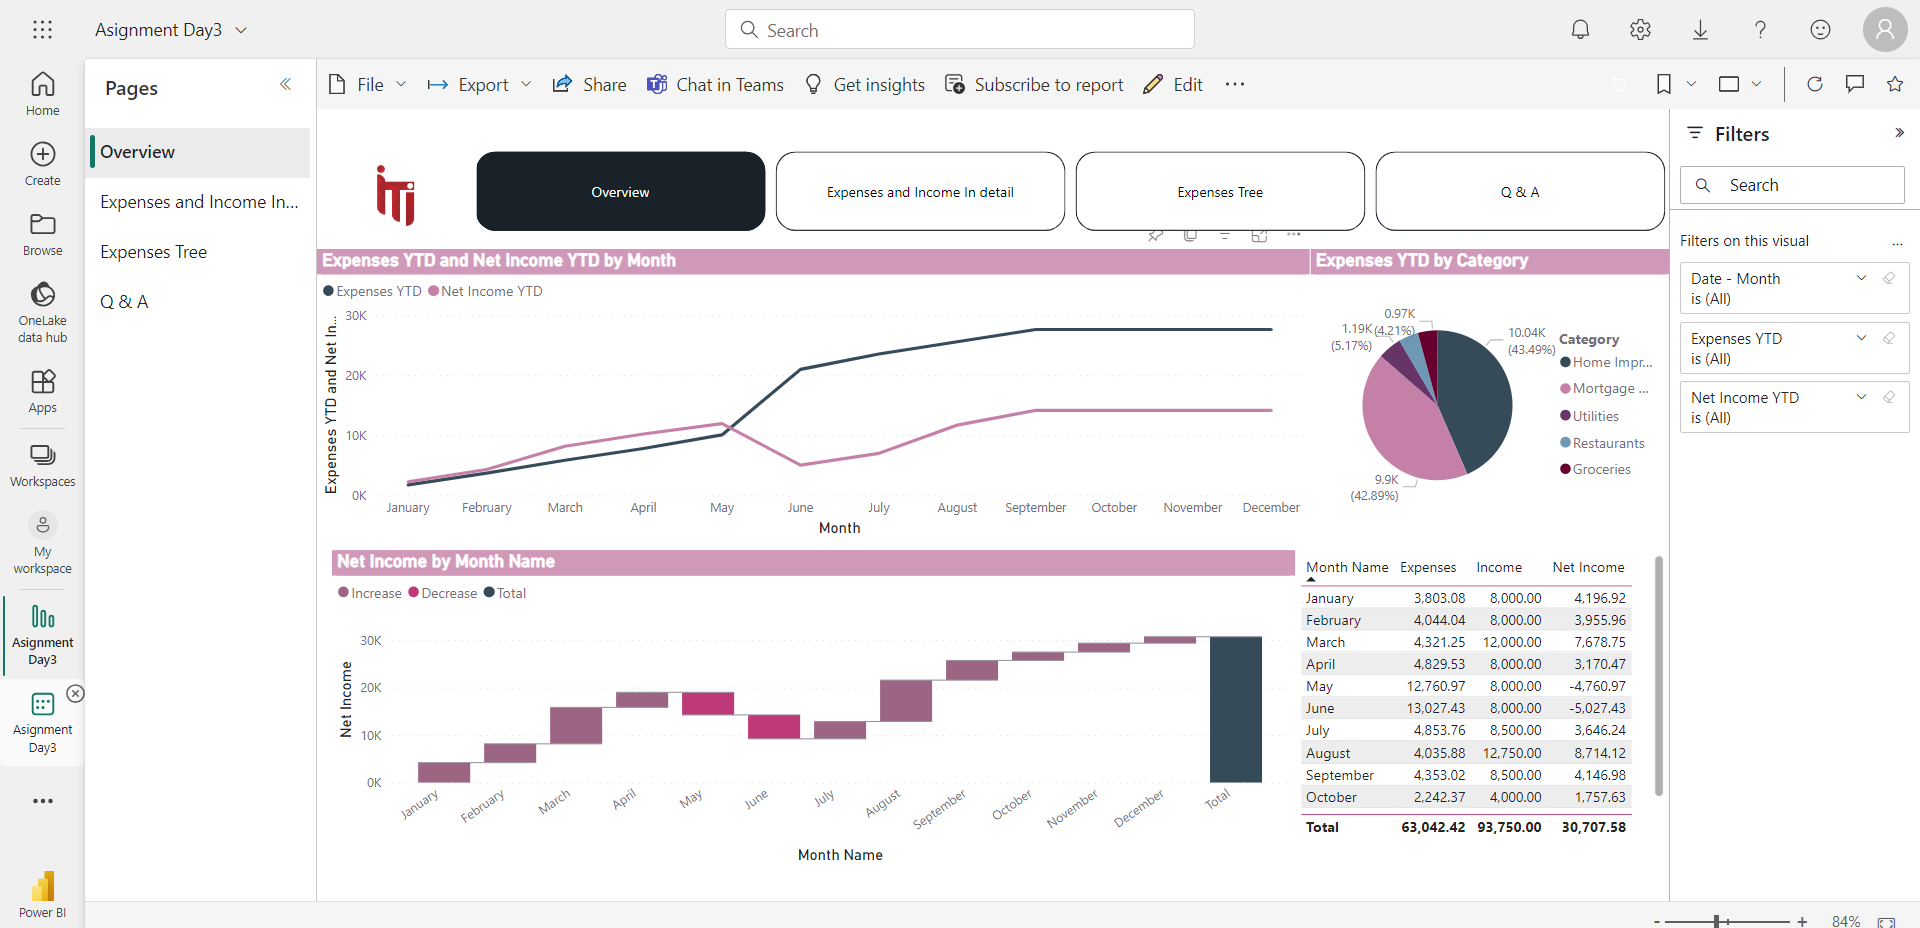 Asignment Day3
Search
Home
Create
Browse
OneLake
data hub
Apps
Workspaces
My
workspace
Asignment
Day3
Asignment
Day3
Power BI
Pages
Overview
Expenses and Income In...
Expenses Tree
Q & A
File
Export
Share
Chat in Teams
Get insights
Subscribe to report
Edit
iTi
Overview
Expenses and Income In detail
Expenses Tree
Q & A
Expenses YTD and Net Income YTD by Month
Expenses YTD Net Income YTD
Expenses YTD and Net In...
30K
20K
10K
0K
January February March April May June July August September October November December
Month
Expenses YTD by Category
0.97K
(4.21%)
1.19K
(5.17%)
10.04K
(43.49%)
9.9K
(42.89%)
Category
Home Impr...
Mortgage ...
Utilities
Restaurants
Groceries
Net Income by Month Name
Increase Decrease Total
Net Income
30K
20K
10K
0K
January February March April May June July August September October November December Total
Month Name
Month Name Expenses Income Net Income
January 3,803.08 8,000.00 4,196.92
February 4,044.04 8,000.00 3,955.96
March 4,321.25 12,000.00 7,678.75
April 4,829.53 8,000.00 3,170.47
May 12,760.97 8,000.00 -4,760.97
June 13,027.43 8,000.00 -5,027.43
July 4,853.76 8,500.00 3,646.24
August 4,035.88 12,750.00 8,714.12
September 4,353.02 8,500.00 4,146.98
October 2,242.37 4,000.00 1,757.63
Total 63,042.42 93,750.00 30,707.58
Filters
Search
Filters on this visual
...
Date - Month
is (All)
Expenses YTD
is (All)
Net Income YTD
is (All)
- + 84%